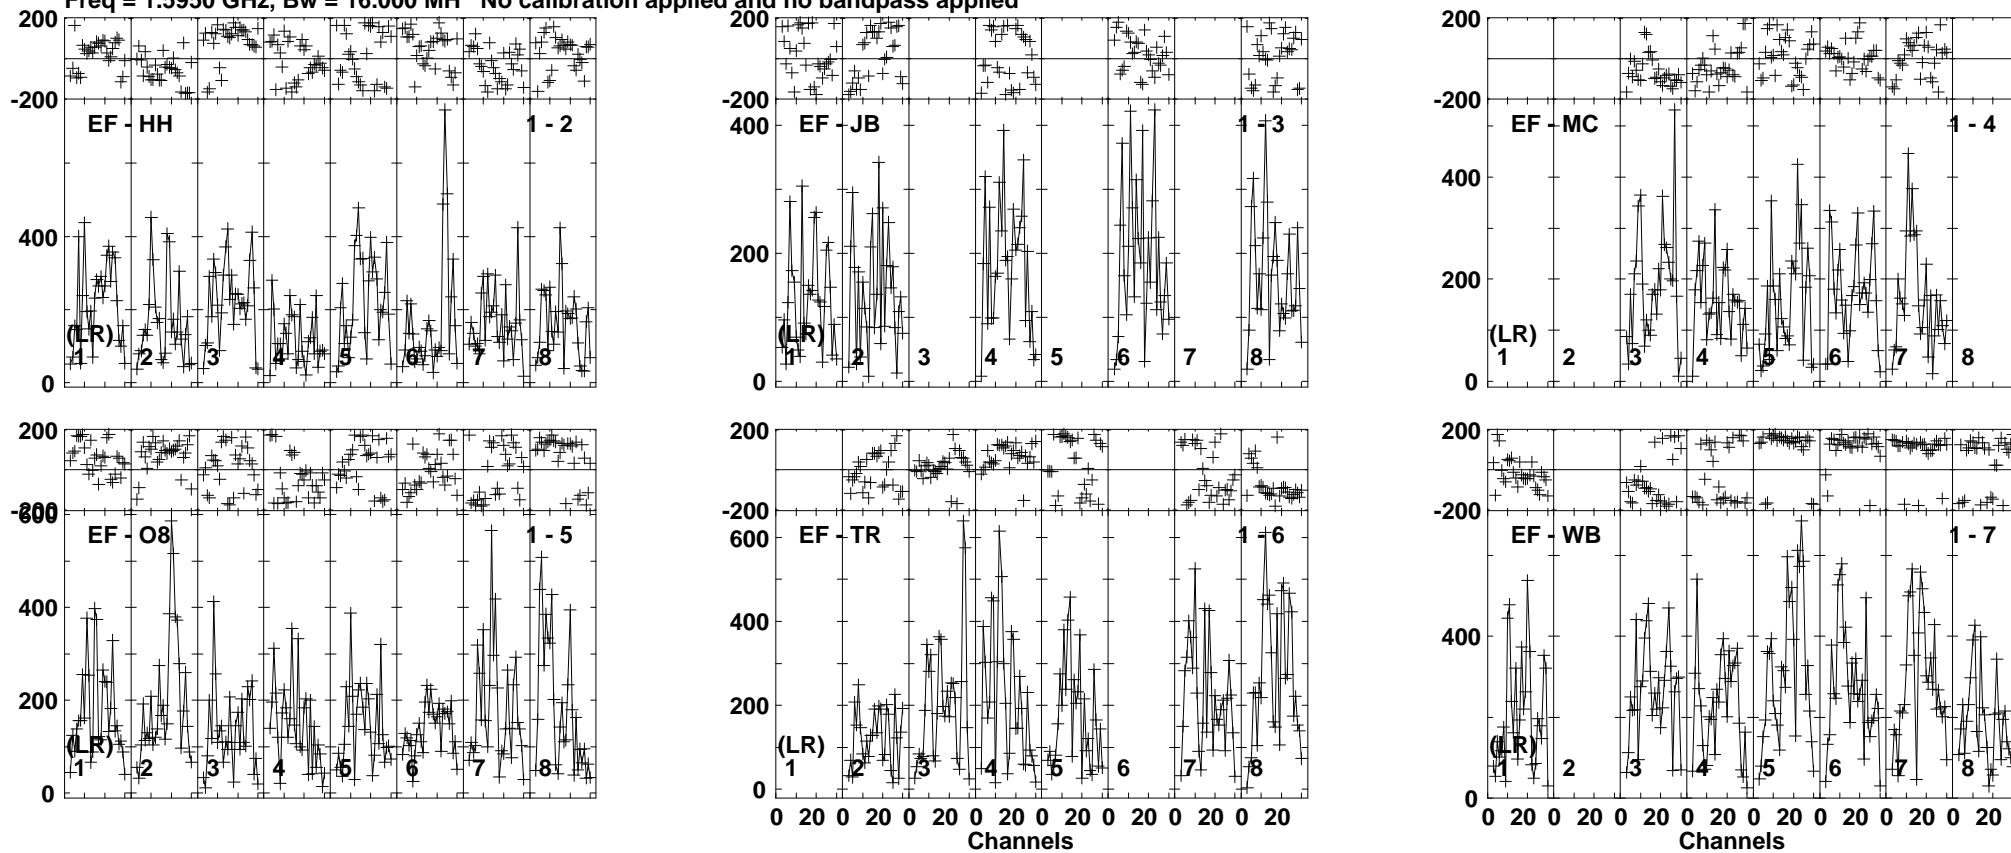 Freq = 1.5950 GHz, Bw = 16.000 MH No calibration applied and no bandpass applied
200 200
-200 -200 -200
EF - HH 1 - 2 EF - JB 1 - 3 EF - MC 1 - 4
400 400 400
200 200
0 0 0
(LR) (LR) (LR)
1 2 3 4 5 6 7 8 1 2 3 4 5 6 7 8 1 2 3 4 5 6 7 8
200 200 200
-200 -200 -200
600 600
EF - O8 1 - 5 EF - TR 1 - 6 EF - WB 1 - 7
400 400 400
200 200
0 0 0
(LR) (LR) (LR)
1 2 3 4 5 6 7 8 1 2 3 4 5 6 7 8 1 2 3 4 5 6 7 8
0 20 0 20 0 20 0 20 0 20 0 20 0 20 0 20 0 20 0 20 0 20 0 20 0 20 0 20 0 20 0 20
Channels Channels